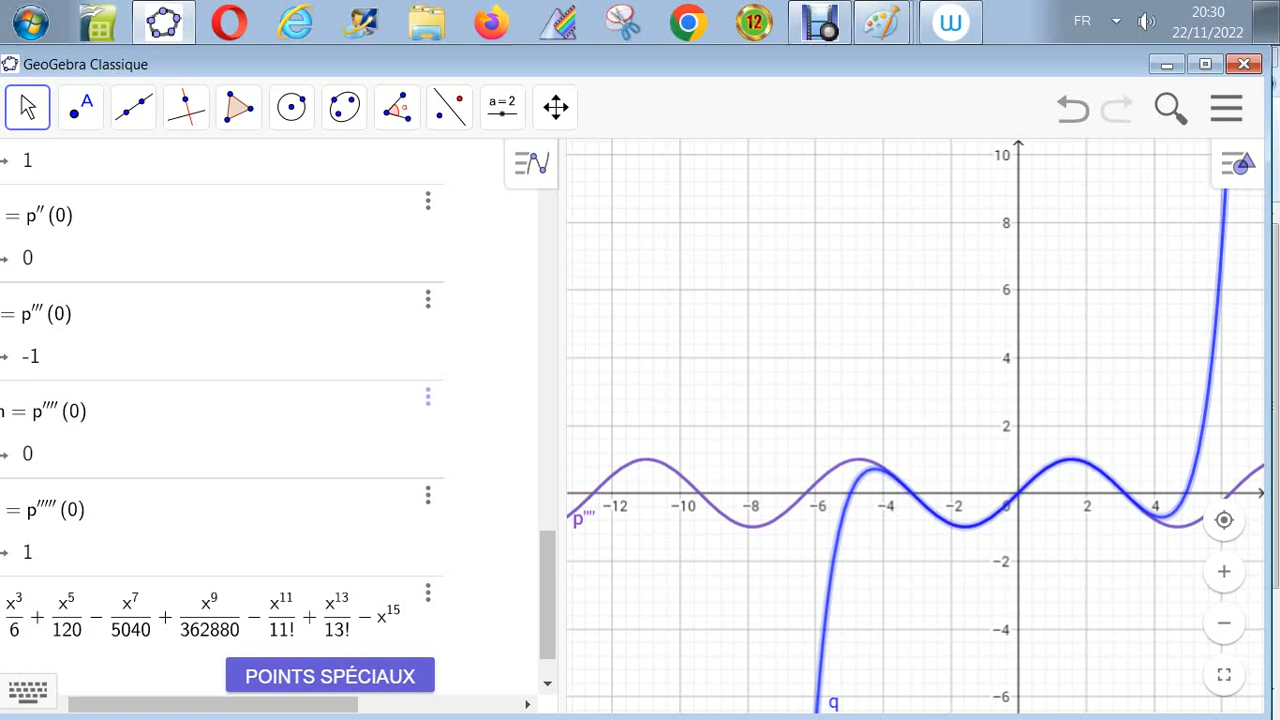 FR
20:30
22/11/2022
12
W
GeoGebra Classique
A
α
a = 2
1
= p′′(0)
0
= p′′′(0)
-1
= p′′′′(0)
0
= p′′′′′(0)
1
x³/6 + x⁵/120 − x⁷/5040 + x⁹/362880 − x¹¹/11! + x¹³/13! − x¹⁵
POINTS SPÉCIAUX
10
8
6
4
2
−12 −10 −8 −6 −4 −2 0 2 4
p′′′′
−2
−4
−6
q